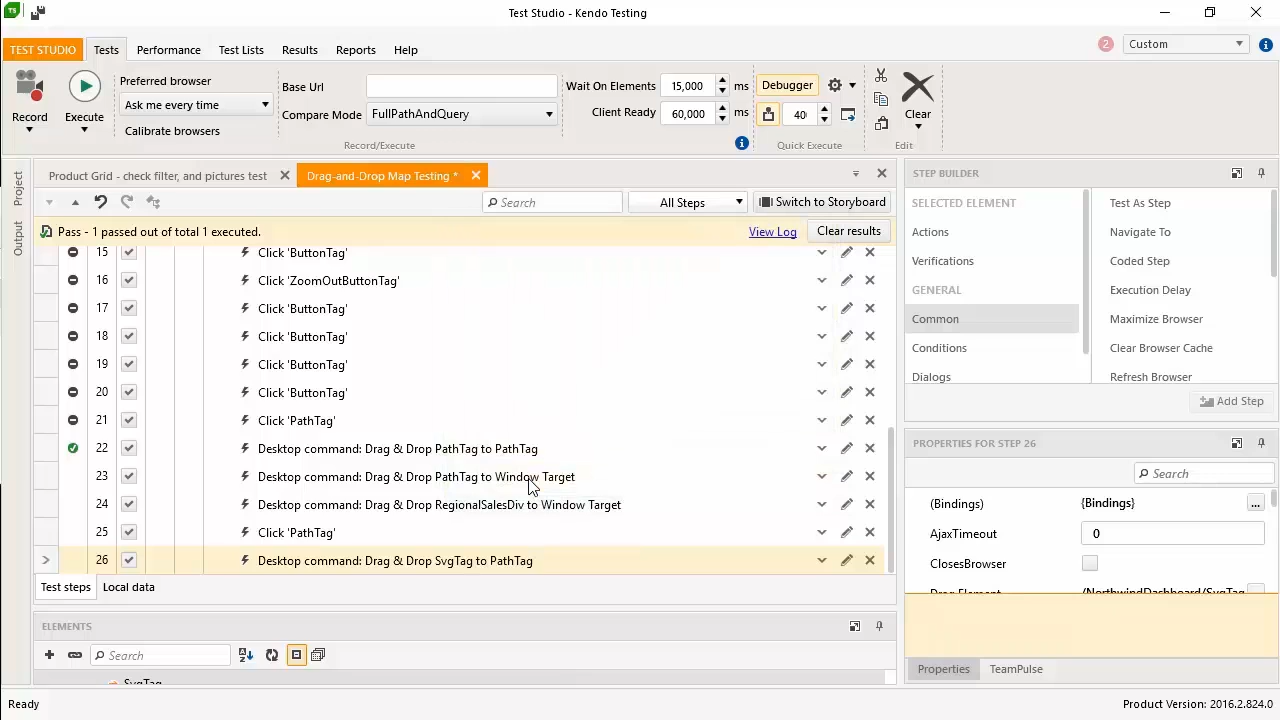 Test Studio - Kendo Testing
TEST STUDIO
Tests
Performance
Test Lists
Results
Reports
Help
2
Custom
Record
Execute
Preferred browser
Ask me every time
Calibrate browsers
Base Url
Compare Mode
FullPathAndQuery
Wait On Elements
15,000
ms
Client Ready
60,000
ms
Record/Execute
Debugger
40
Quick Execute
Clear
Edit
Project
Output
Product Grid - check filter, and pictures test
Drag-and-Drop Map Testing *
Search
All Steps
Switch to Storyboard
Pass - 1 passed out of total 1 executed.
View Log
Clear results
15 Click 'ButtonTag'
16 Click 'ZoomOutButtonTag'
17 Click 'ButtonTag'
18 Click 'ButtonTag'
19 Click 'ButtonTag'
20 Click 'ButtonTag'
21 Click 'PathTag'
22 Desktop command: Drag & Drop PathTag to PathTag
23 Desktop command: Drag & Drop PathTag to Window Target
24 Desktop command: Drag & Drop RegionalSalesDiv to Window Target
25 Click 'PathTag'
26 Desktop command: Drag & Drop SvgTag to PathTag
Test steps
Local data
ELEMENTS
Search
SvgTag
STEP BUILDER
SELECTED ELEMENT
Actions
Verifications
GENERAL
Common
Conditions
Dialogs
Test As Step
Navigate To
Coded Step
Execution Delay
Maximize Browser
Clear Browser Cache
Refresh Browser
Add Step
PROPERTIES FOR STEP 26
Search
(Bindings) {Bindings} ...
AjaxTimeout 0
ClosesBrowser
Drag Element (NorthwindDashboard/SvgTag
Properties
TeamPulse
Ready
Product Version: 2016.2.824.0